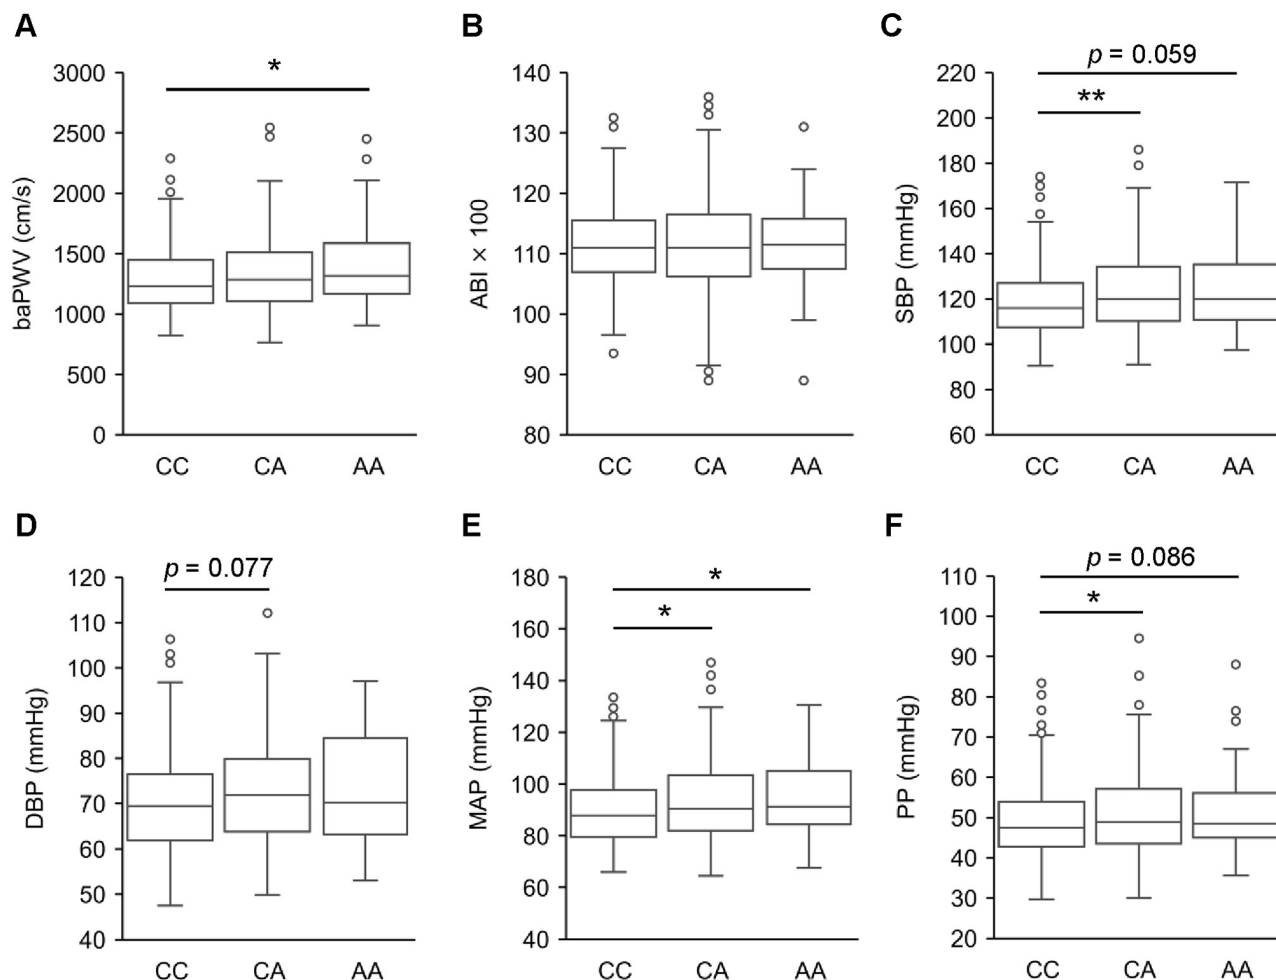 A
baPWV (cm/s)
3000
2500
2000
1500
1000
500
0
*
CC CA AA
B
ABI × 100
140
130
120
110
100
90
80
CC CA AA
C
SBP (mmHg)
220
200
180
160
140
120
100
80
60
p = 0.059
**
CC CA AA
D
DBP (mmHg)
120
110
100
90
80
70
60
50
40
p = 0.077
CC CA AA
E
MAP (mmHg)
180
160
140
120
100
80
60
40
*
*
CC CA AA
F
PP (mmHg)
110
100
90
80
70
60
50
40
30
20
p = 0.086
*
CC CA AA